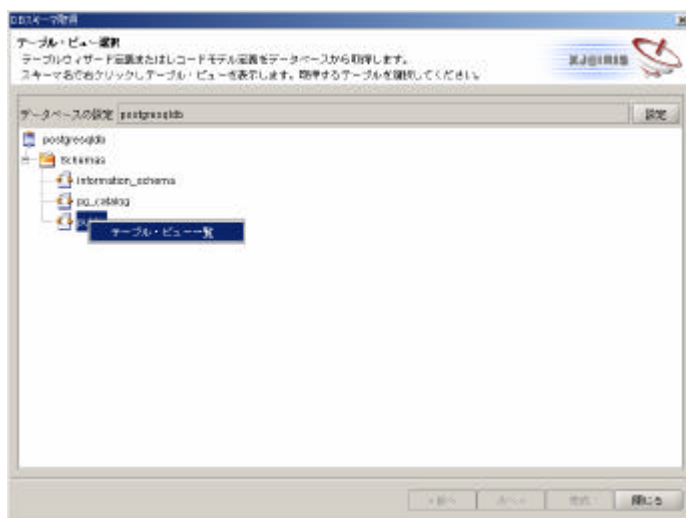 DBスキーマ取得
テーブル・ビュー選択
テーブルウィザード定義またはレコードモデル定義をデータベースから取得します。
スキーマ名で右クリックしテーブル・ビューを表示します。取得するテーブルを選択してください。
XJGIRIS
データベースの設定 postgresqldb 設定
postgresqldb
Schemas
information_schema
pg_catalog
テーブル・ビュー一覧
閉じる